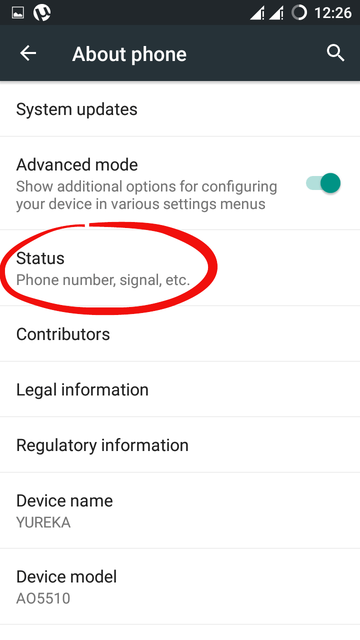 12:26
About phone
System updates
Advanced mode
Show additional options for configuring
your device in various settings menus
Status
Phone number, signal, etc.
Contributors
Legal information
Regulatory information
Device name
YUREKA
Device model
AO5510